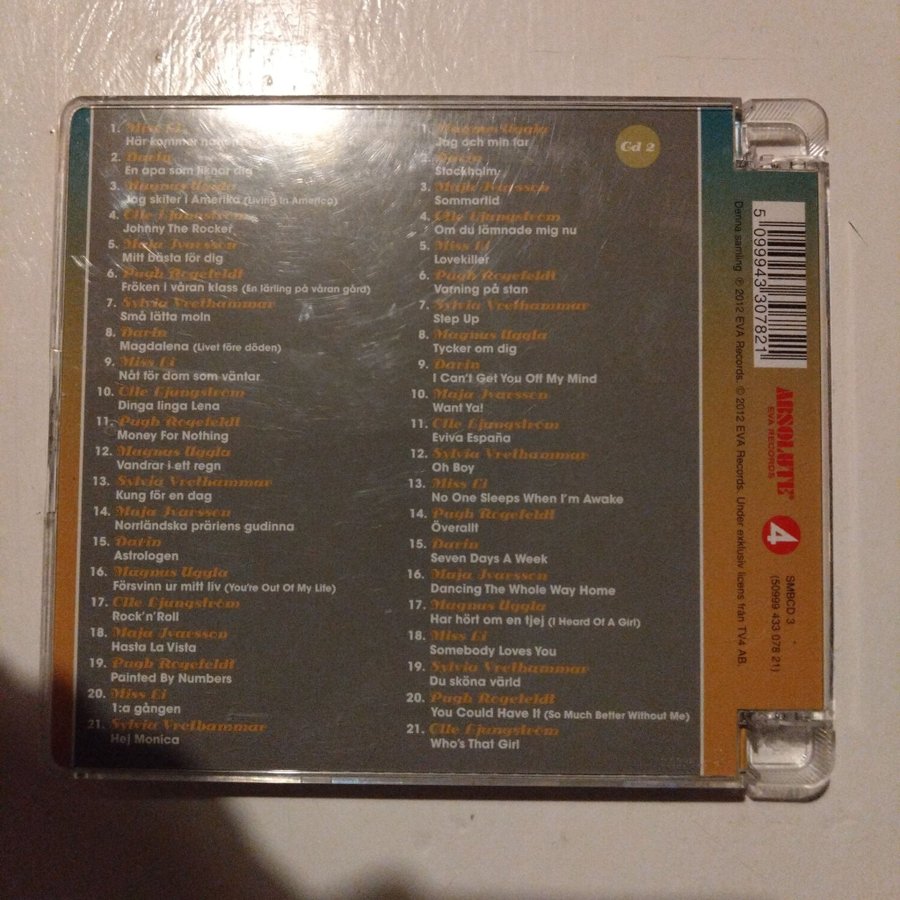 1. Miss Li
Här kommer natten
2. Darin
En apa som liknar dig
3. Magnus Uggla
Jag skiter i Amerika (Living in America)
4. Olle Ljungström
Johnny The Rocker
5. Maja Ivarsson
Mitt bästa för dig
6. Pugh Rogefeldt
Fröken i våran klass (En lärling på våran gård)
7. Sylvia Vrethammar
Små lätta moln
8. Darin
Magdalena (Livet före döden)
9. Miss Li
Nåt för dom som väntar
10. Olle Ljungström
Dinga linga Lena
11. Pugh Rogefeldt
Money For Nothing
12. Magnus Uggla
Vandrar i ett regn
13. Sylvia Vrethammar
Kung för en dag
14. Maja Ivarsson
Norrländska präriens gudinna
15. Darin
Astrologen
16. Magnus Uggla
Försvinn ur mitt liv (You're Out Of My Life)
17. Olle Ljungström
Rock'n'Roll
18. Maja Ivarsson
Hasta La Vista
19. Pugh Rogefeldt
Painted By Numbers
20. Miss Li
1:a gången
21. Sylvia Vrethammar
Hej Monica
Cd 2
1. Magnus Uggla
Jag och min far
2. Darin
Stockholm
3. Maja Ivarsson
Sommartid
4. Olle Ljungström
Om du lämnade mig nu
5. Miss Li
Lovekiller
6. Pugh Rogefeldt
Varning på stan
7. Sylvia Vrethammar
Step Up
8. Magnus Uggla
Tycker om dig
9. Darin
I Can't Get You Off My Mind
10. Maja Ivarsson
Want Ya!
11. Olle Ljungström
Eviva España
12. Sylvia Vrethammar
Oh Boy
13. Miss Li
No One Sleeps When I'm Awake
14. Pugh Rogefeldt
Överallt
15. Darin
Seven Days A Week
16. Maja Ivarsson
Dancing The Whole Way Home
17. Magnus Uggla
Har hört om en tjej (I Heard Of A Girl)
18. Miss Li
Somebody Loves You
19. Sylvia Vrethammar
Du sköna värld
20. Pugh Rogefeldt
You Could Have It (So Much Better Without Me)
21. Olle Ljungström
Who's That Girl
5 099943 307821
ABSOLUTE
EVA RECORDS
4
SMBCD 3
(50999 433 078 21)
Denna samling ℗ 2012 EVA Records. © 2012 EVA Records. Under exklusiv licens från TV4 AB.